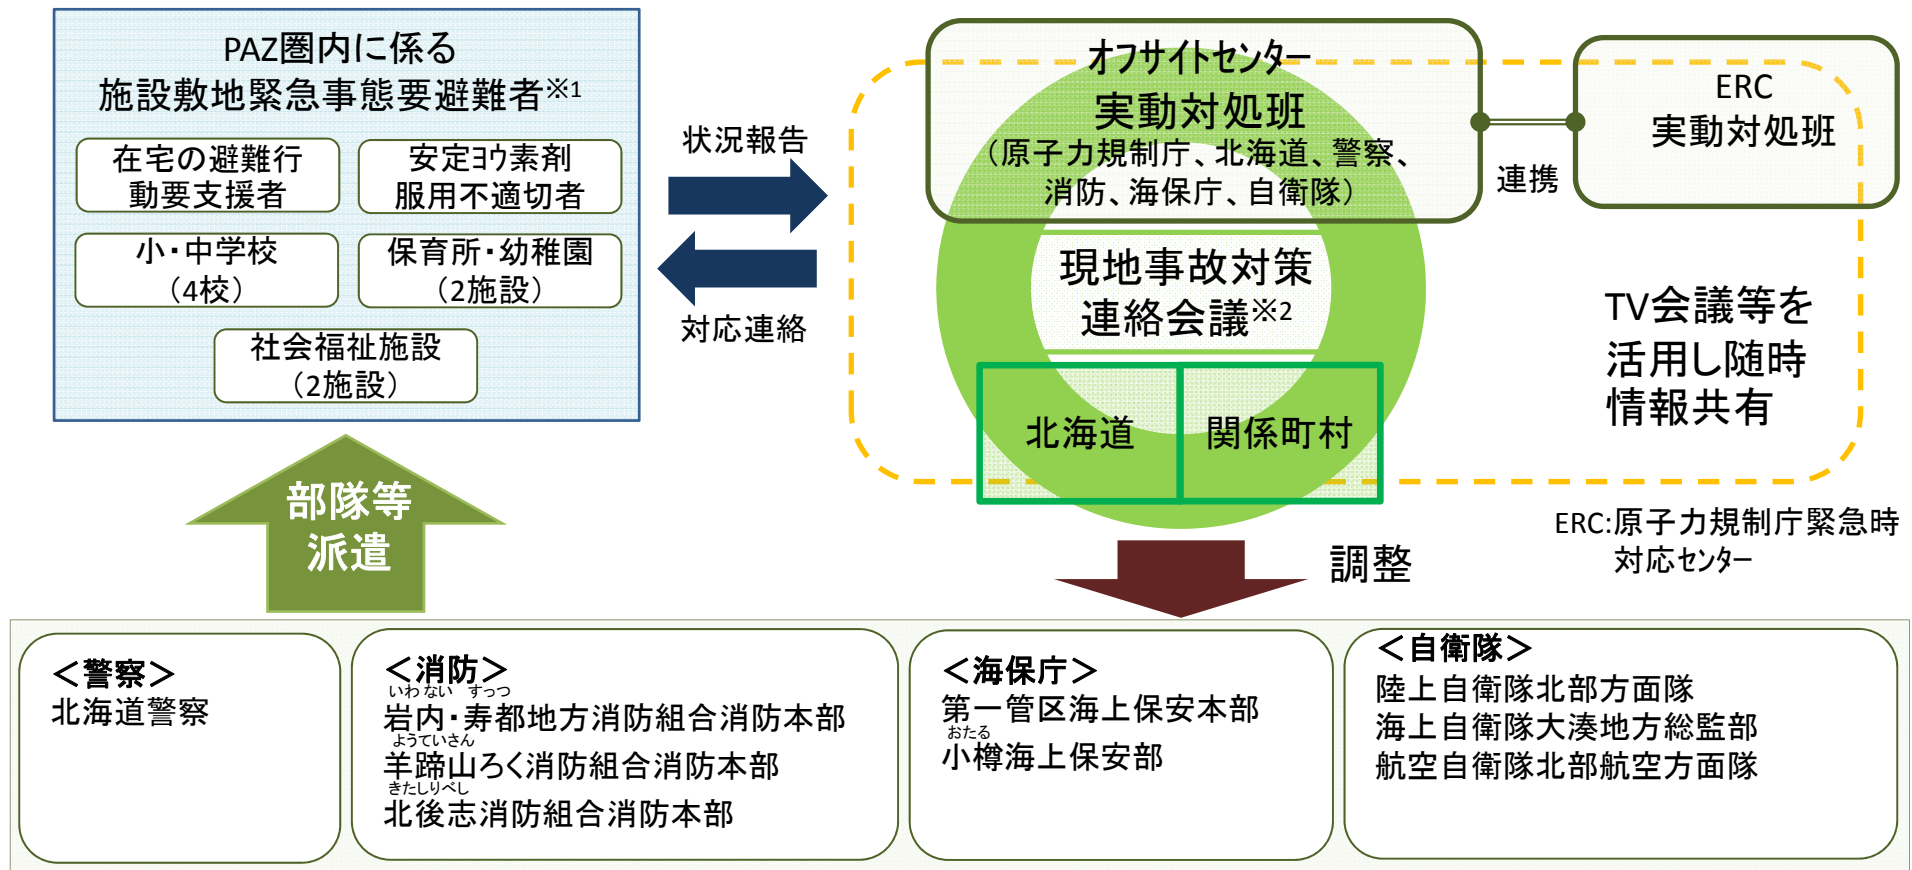 PAZ圏内に係る
施設敷地緊急事態要避難者※1
在宅の避難行
動要支援者
安定ﾖｳ素剤
服用不適切者
小・中学校
（4校）
保育所・幼稚園
（2施設）
社会福祉施設
（2施設）
状況報告
対応連絡
オフサイトセンター
実動対処班
（原子力規制庁、北海道、警察、
消防、海保庁、自衛隊）
連携
ERC
実動対処班
現地事故対策
連絡会議※2
北海道
関係町村
TV会議等を
活用し随時
情報共有
ERC:原子力規制庁緊急時
対応ｾﾝﾀｰ
部隊等
派遣
調整
＜警察＞
北海道警察
＜消防＞
いわない すっつ
岩内・寿都地方消防組合消防本部
ようていさん
羊蹄山ろく消防組合消防本部
きたしりべし
北後志消防組合消防本部
＜海保庁＞
第一管区海上保安本部
おたる
小樽海上保安部
＜自衛隊＞
陸上自衛隊北部方面隊
海上自衛隊大湊地方総監部
航空自衛隊北部航空方面隊